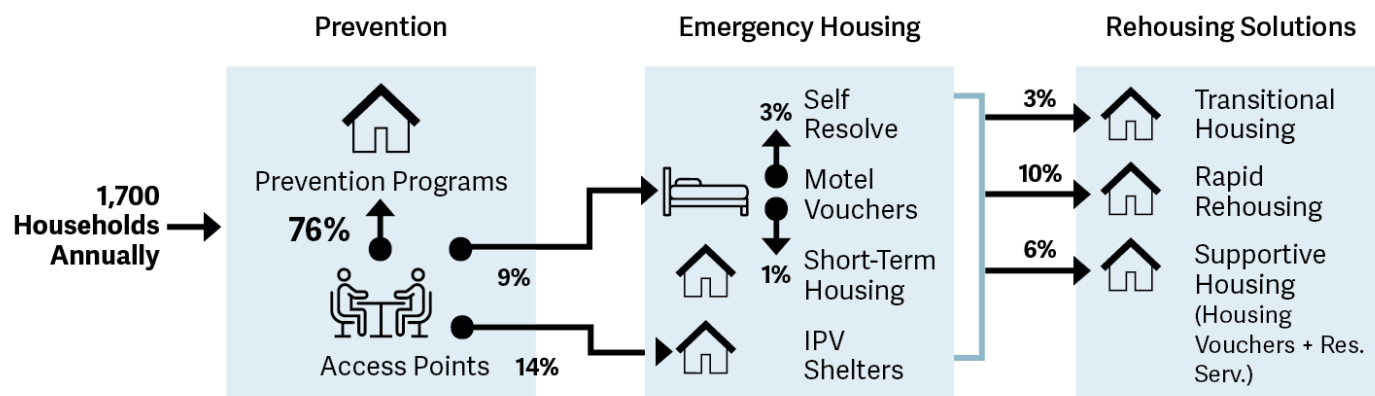 Prevention
Emergency Housing
Rehousing Solutions
1,700
Households
Annually
Prevention Programs
76%
Access Points
9%
14%
3%
Self
Resolve
Motel
Vouchers
1%
Short-Term
Housing
IPV
Shelters
3%
Transitional
Housing
10%
Rapid
Rehousing
6%
Supportive
Housing
(Housing
Vouchers + Res.
Serv.)